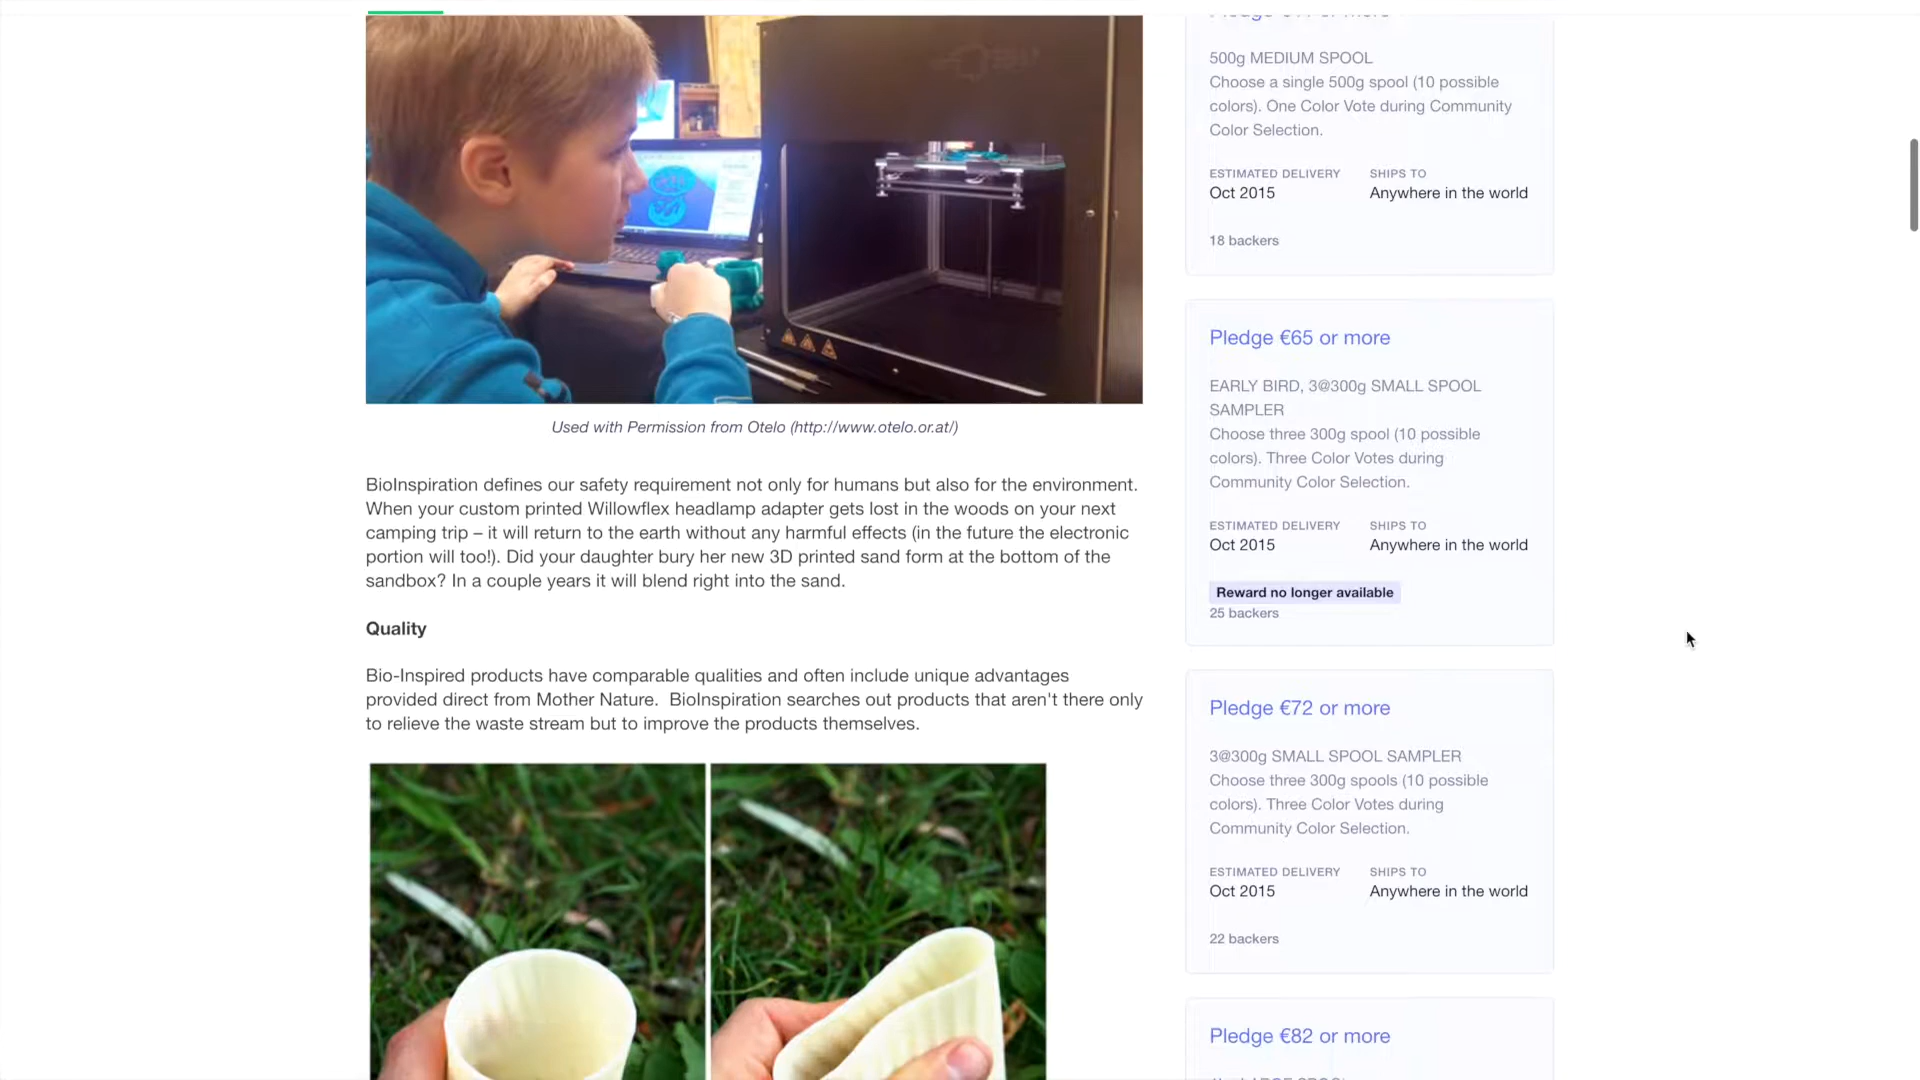 500g MEDIUM SPOOL
Choose a single 500g spool (10 possible
colors). One Color Vote during Community
Color Selection.
ESTIMATED DELIVERY
SHIPS TO
Oct 2015
Anywhere in the world
18 backers
Pledge €65 or more
EARLY BIRD, 3@300g SMALL SPOOL
SAMPLER
Choose three 300g spool (10 possible
colors). Three Color Votes during
Community Color Selection.
ESTIMATED DELIVERY
SHIPS TO
Oct 2015
Anywhere in the world
Reward no longer available
25 backers
Pledge €72 or more
3@300g SMALL SPOOL SAMPLER
Choose three 300g spools (10 possible
colors). Three Color Votes during
Community Color Selection.
ESTIMATED DELIVERY
SHIPS TO
Oct 2015
Anywhere in the world
22 backers
Pledge €82 or more
Used with Permission from Otelo (http://www.otelo.or.at/)
BioInspiration defines our safety requirement not only for humans but also for the environment.
When your custom printed Willowflex headlamp adapter gets lost in the woods on your next
camping trip – it will return to the earth without any harmful effects (in the future the electronic
portion will too!). Did your daughter bury her new 3D printed sand form at the bottom of the
sandbox? In a couple years it will blend right into the sand.
Quality
Bio-Inspired products have comparable qualities and often include unique advantages
provided direct from Mother Nature.  BioInspiration searches out products that aren't there only
to relieve the waste stream but to improve the products themselves.